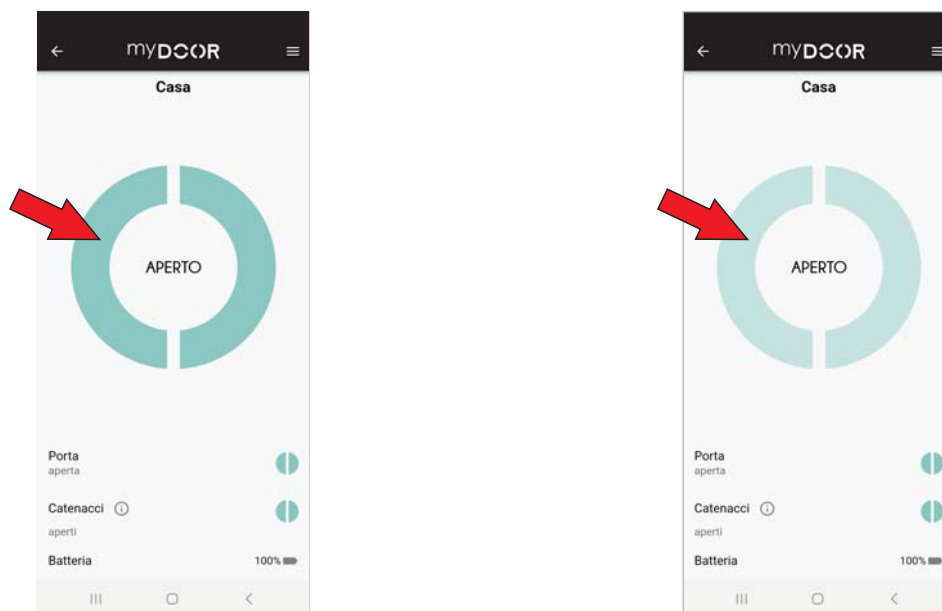 myDOOR
Casa
APERTO
Porta
aperta
Catenacci
aperti
Batteria 100%
myDOOR
Casa
APERTO
Porta
aperta
Catenacci
aperti
Batteria 100%